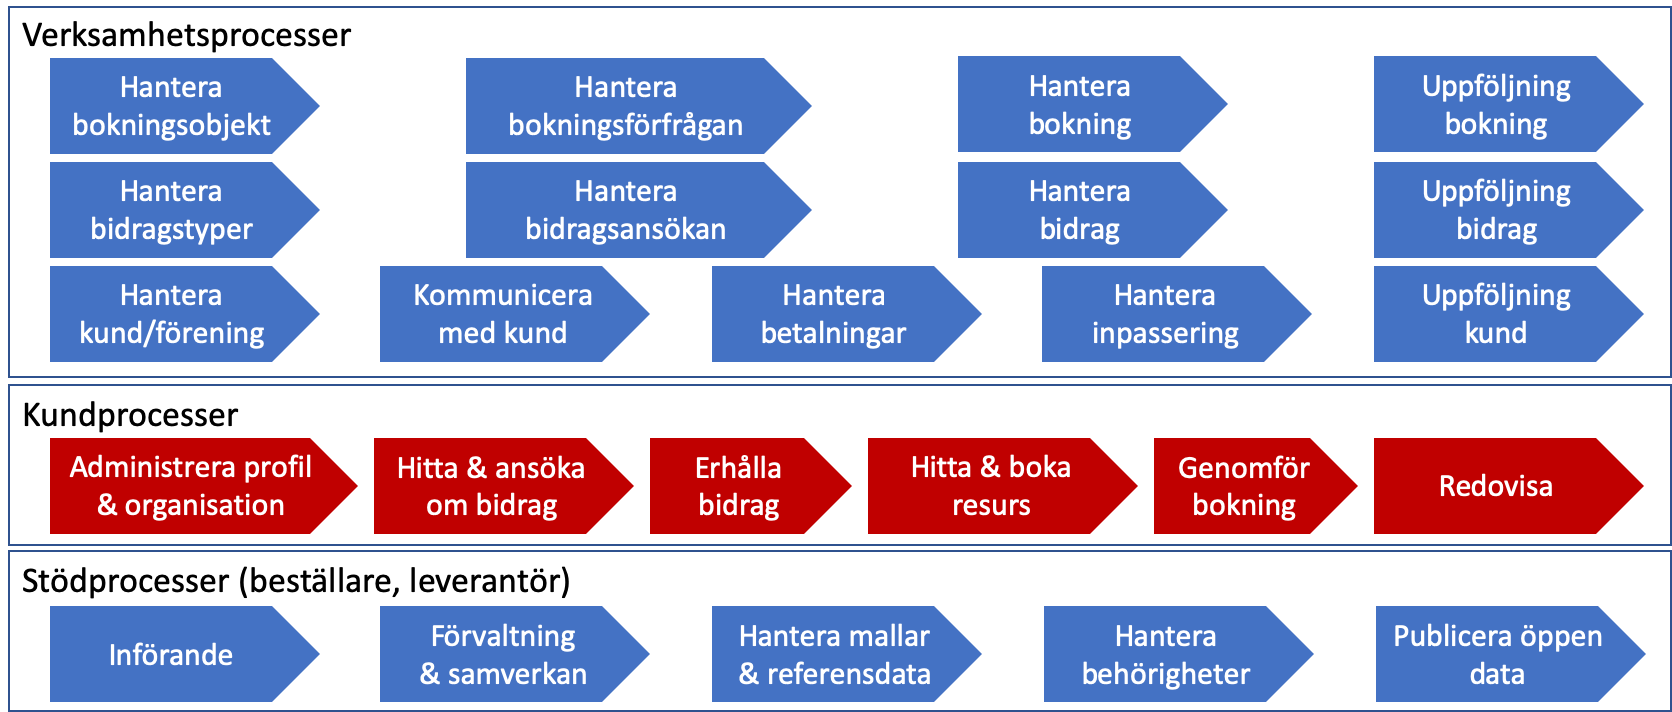 Verksamhetsprocesser
Hantera
bokningsobjekt
Hantera
bokningsförfrågan
Hantera
bokning
Uppföljning
bokning
Hantera
bidragstyper
Hantera
bidragsansökan
Hantera
bidrag
Uppföljning
bidrag
Hantera
kund/förening
Kommunicera
med kund
Hantera
betalningar
Hantera
inpassering
Uppföljning
kund
Kundprocesser
Administrera profil
& organisation
Hitta & ansöka
om bidrag
Erhålla
bidrag
Hitta & boka
resurs
Genomför
bokning
Redovisa
Stödprocesser (beställare, leverantör)
Införande
Förvaltning
& samverkan
Hantera mallar
& referensdata
Hantera
behörigheter
Publicera öppen
data